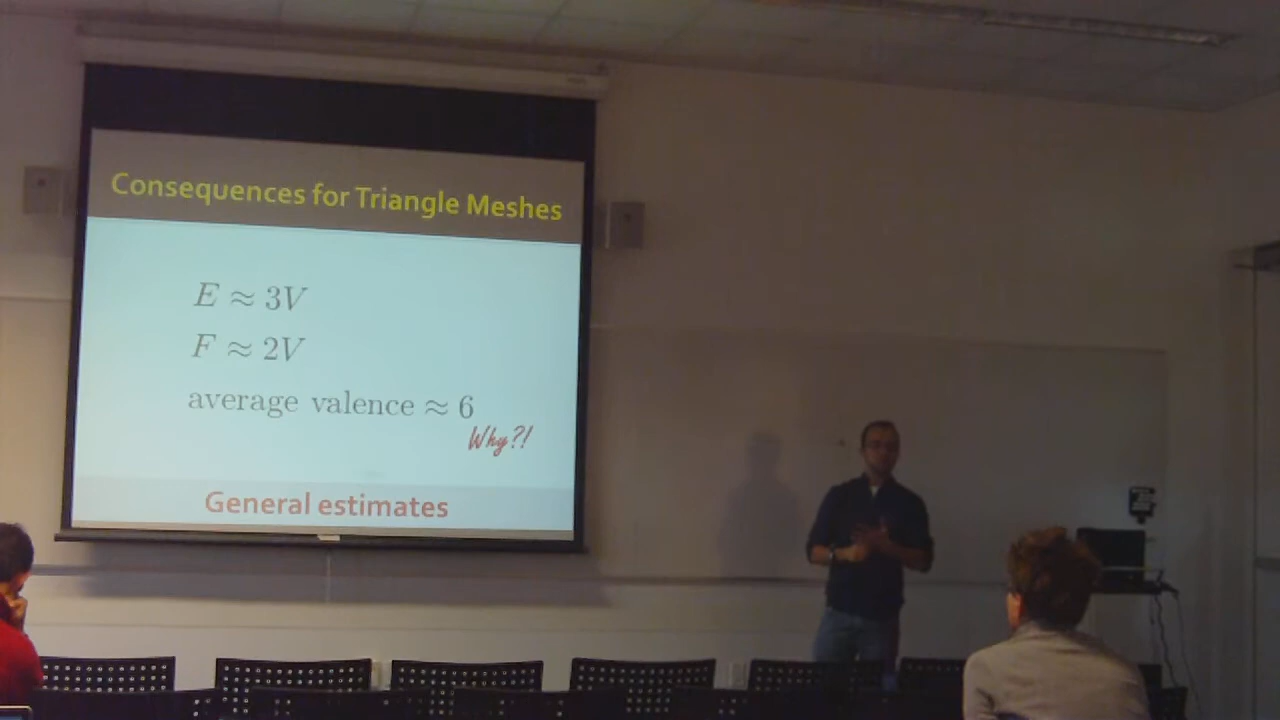 Consequences for Triangle Meshes
E ≈ 3V
F ≈ 2V
average valence ≈ 6
Why?!
General estimates